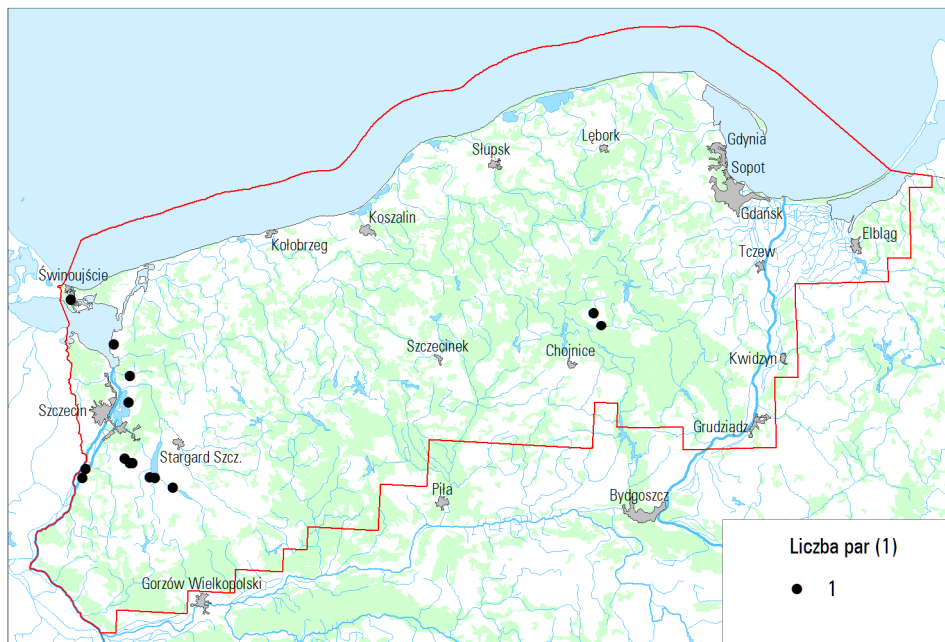 Gdynia
Lębork
Słupsk
Sopot
Gdańsk
Koszalin
Elbląg
Kołobrzeg
Tczew
Świnoujście
Szczecinek
Chojnice
Kwidzyn
Szczecin
Grudziadz
Stargard Szcz.
Piła
Bydgoszcz
Liczba par (1)
1
Gorzów Wielkopolski